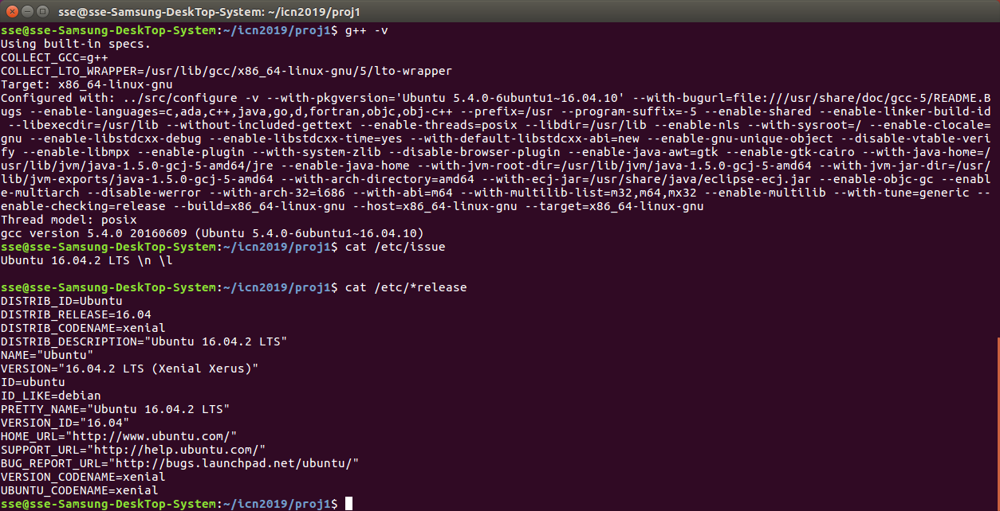 sse@sse-Samsung-DeskTop-System: ~/icn2019/proj1
sse@sse-Samsung-DeskTop-System:~/icn2019/proj1$ g++ -v
Using built-in specs.
COLLECT_GCC=g++
COLLECT_LTO_WRAPPER=/usr/lib/gcc/x86_64-linux-gnu/5/lto-wrapper
Target: x86_64-linux-gnu
Configured with: ../src/configure -v --with-pkgversion='Ubuntu 5.4.0-6ubuntu1~16.04.10' --with-bugurl=file:///usr/share/doc/gcc-5/README.B
ugs --enable-languages=c,ada,c++,java,go,d,fortran,objc,obj-c++ --prefix=/usr --program-suffix=-5 --enable-shared --enable-linker-build-id
 --libexecdir=/usr/lib --without-included-gettext --enable-threads=posix --libdir=/usr/lib --enable-nls --with-sysroot=/ --enable-clocale=
gnu --enable-libstdcxx-debug --enable-libstdcxx-time=yes --with-default-libstdcxx-abi=new --enable-gnu-unique-object --disable-vtable-veri
fy --enable-libmpx --enable-plugin --with-system-zlib --disable-browser-plugin --enable-java-awt=gtk --enable-gtk-cairo --with-java-home=/
usr/lib/jvm/java-1.5.0-gcj-5-amd64/jre --enable-java-home --with-jvm-root-dir=/usr/lib/jvm/java-1.5.0-gcj-5-amd64 --with-jvm-jar-dir=/usr/
lib/jvm-exports/java-1.5.0-gcj-5-amd64 --with-arch-directory=amd64 --with-ecj-jar=/usr/share/java/eclipse-ecj.jar --enable-objc-gc --enabl
e-multiarch --disable-werror --with-arch-32=i686 --with-abi=m64 --with-multilib-list=m32,m64,mx32 --enable-multilib --with-tune=generic --
enable-checking=release --build=x86_64-linux-gnu --host=x86_64-linux-gnu --target=x86_64-linux-gnu
Thread model: posix
gcc version 5.4.0 20160609 (Ubuntu 5.4.0-6ubuntu1~16.04.10)
sse@sse-Samsung-DeskTop-System:~/icn2019/proj1$ cat /etc/issue
Ubuntu 16.04.2 LTS \n \l
sse@sse-Samsung-DeskTop-System:~/icn2019/proj1$ cat /etc/*release
DISTRIB_ID=Ubuntu
DISTRIB_RELEASE=16.04
DISTRIB_CODENAME=xenial
DISTRIB_DESCRIPTION="Ubuntu 16.04.2 LTS"
NAME="Ubuntu"
VERSION="16.04.2 LTS (Xenial Xerus)"
ID=ubuntu
ID_LIKE=debian
PRETTY_NAME="Ubuntu 16.04.2 LTS"
VERSION_ID="16.04"
HOME_URL="http://www.ubuntu.com/"
SUPPORT_URL="http://help.ubuntu.com/"
BUG_REPORT_URL="http://bugs.launchpad.net/ubuntu/"
VERSION_CODENAME=xenial
UBUNTU_CODENAME=xenial
sse@sse-Samsung-DeskTop-System:~/icn2019/proj1$